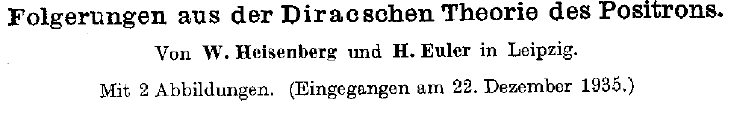 Folgerungen aus der Diracschen Theorie des Positrons.
Von W. Heisenberg und H. Euler in Leipzig.
Mit 2 Abbildungen. (Eingegangen am 22. Dezember 1935.)